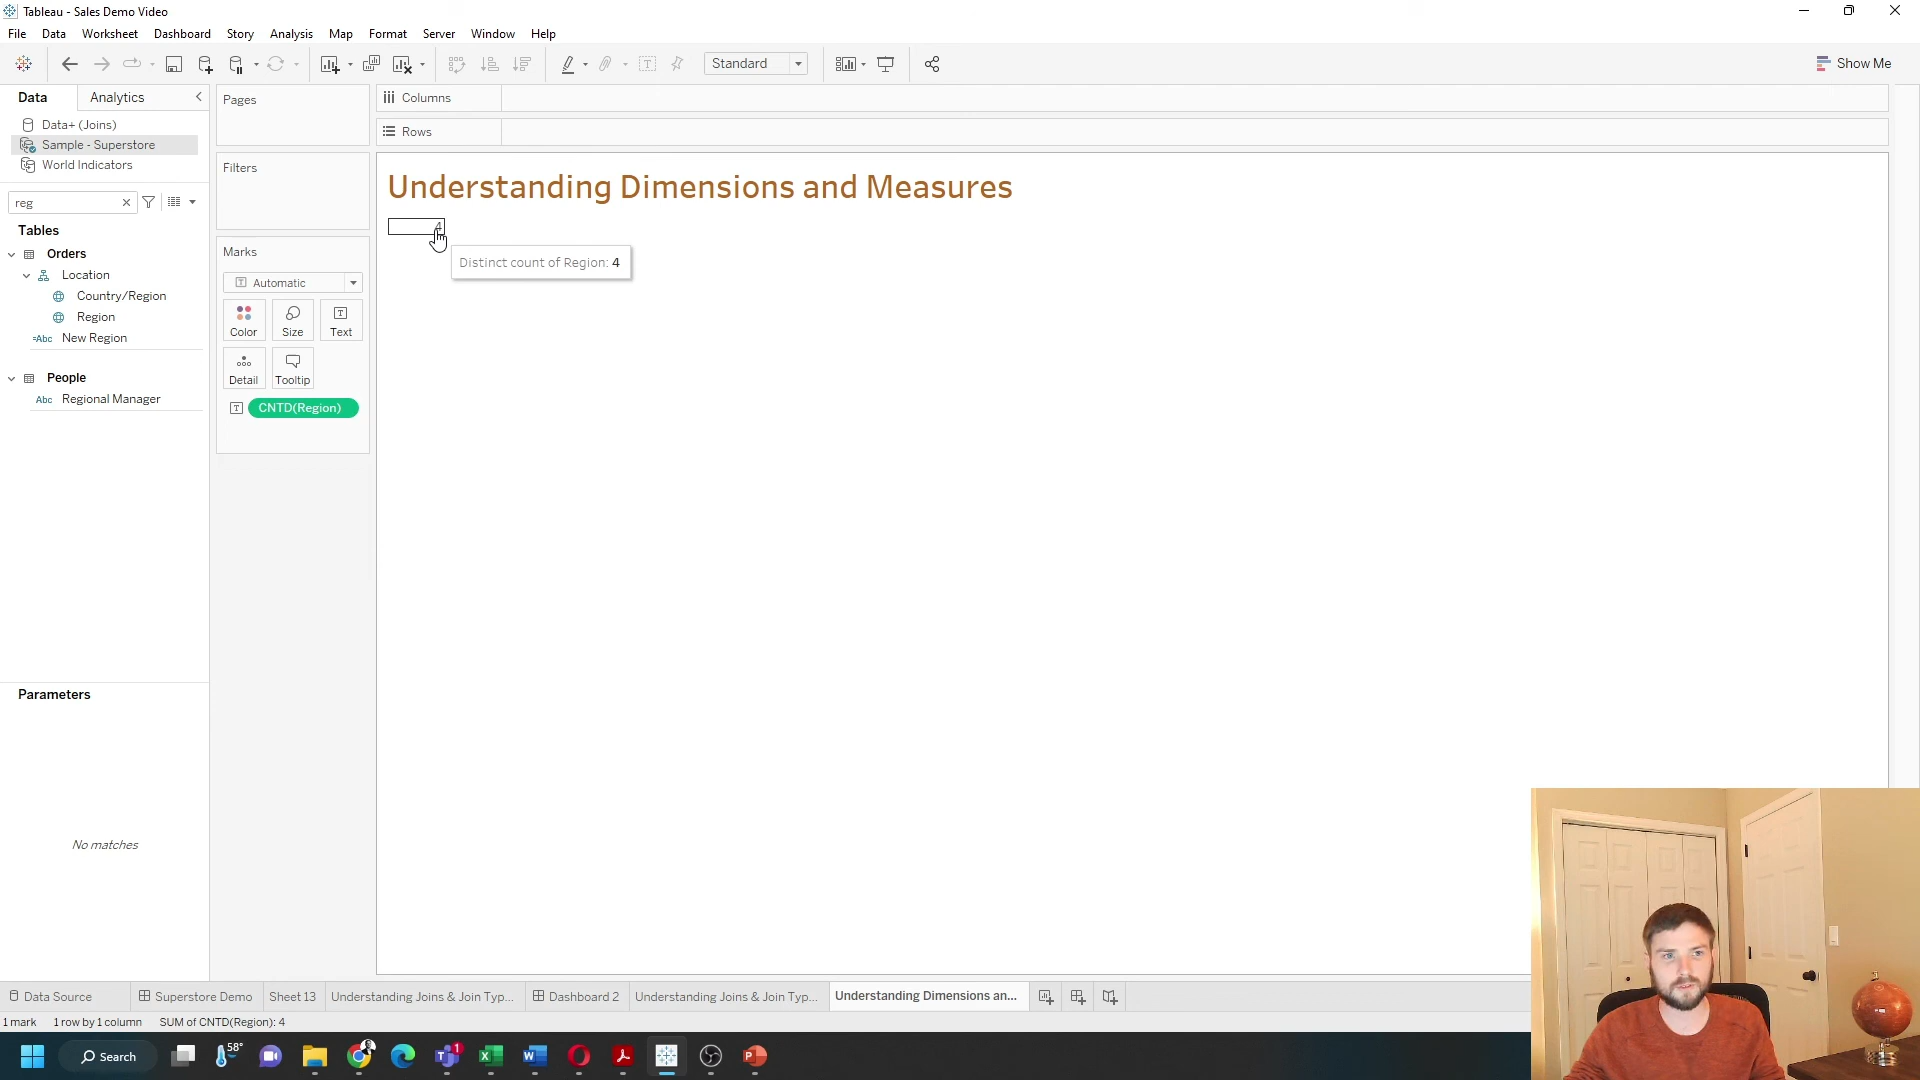 Tableau - Sales Demo Video
File Data Worksheet Dashboard Story Analysis Map Format Server Window Help
Standard
Show Me
Data Analytics
Data+ (Joins)
Sample - Superstore
World Indicators
reg
Tables
Orders
Location
Country/Region
Region
=Abc New Region
People
Abc Regional Manager
Parameters
No matches
Pages
Filters
Marks
Automatic
Color Size Text
Detail Tooltip
CNTD(Region)
Columns
Rows
Understanding Dimensions and Measures
4
Distinct count of Region: 4
Data Source Superstore Demo Sheet 13 Understanding Joins & Join Typ... Dashboard 2 Understanding Joins & Join Typ... Understanding Dimensions an...
1 mark 1 row by 1 column SUM of CNTD(Region): 4
Search 58° 1